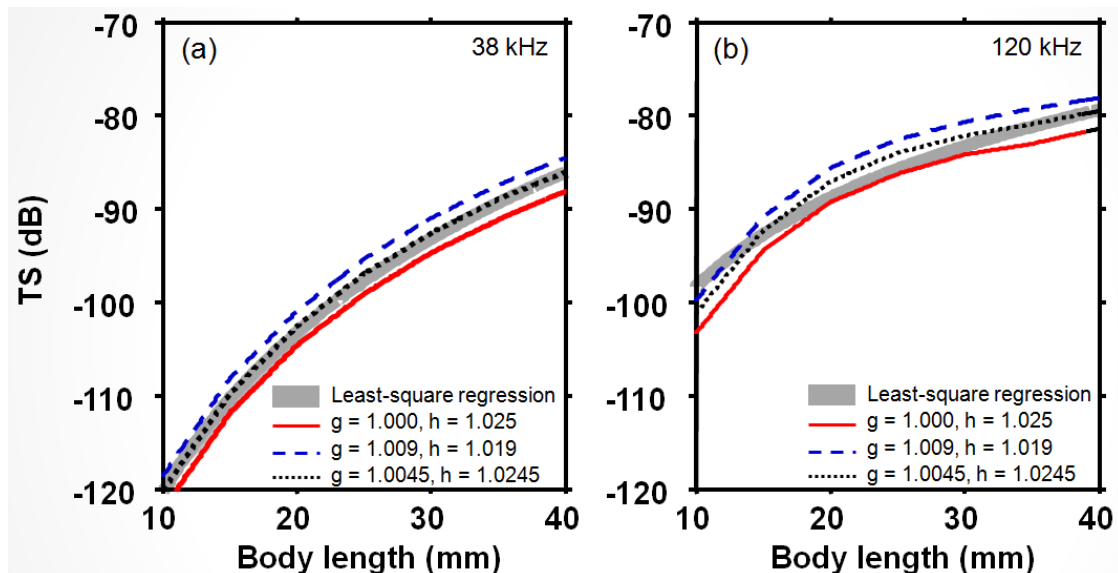 -70
-80
-90
-100
-110
-120
TS (dB)
(a) 38 kHz
Least-square regression
g = 1.000, h = 1.025
g = 1.009, h = 1.019
g = 1.0045, h = 1.0245
10 20 30 40
Body length (mm)
-70
-80
-90
-100
-110
-120
(b) 120 kHz
Least-square regression
g = 1.000, h = 1.025
g = 1.009, h = 1.019
g = 1.0045, h = 1.0245
10 20 30 40
Body length (mm)